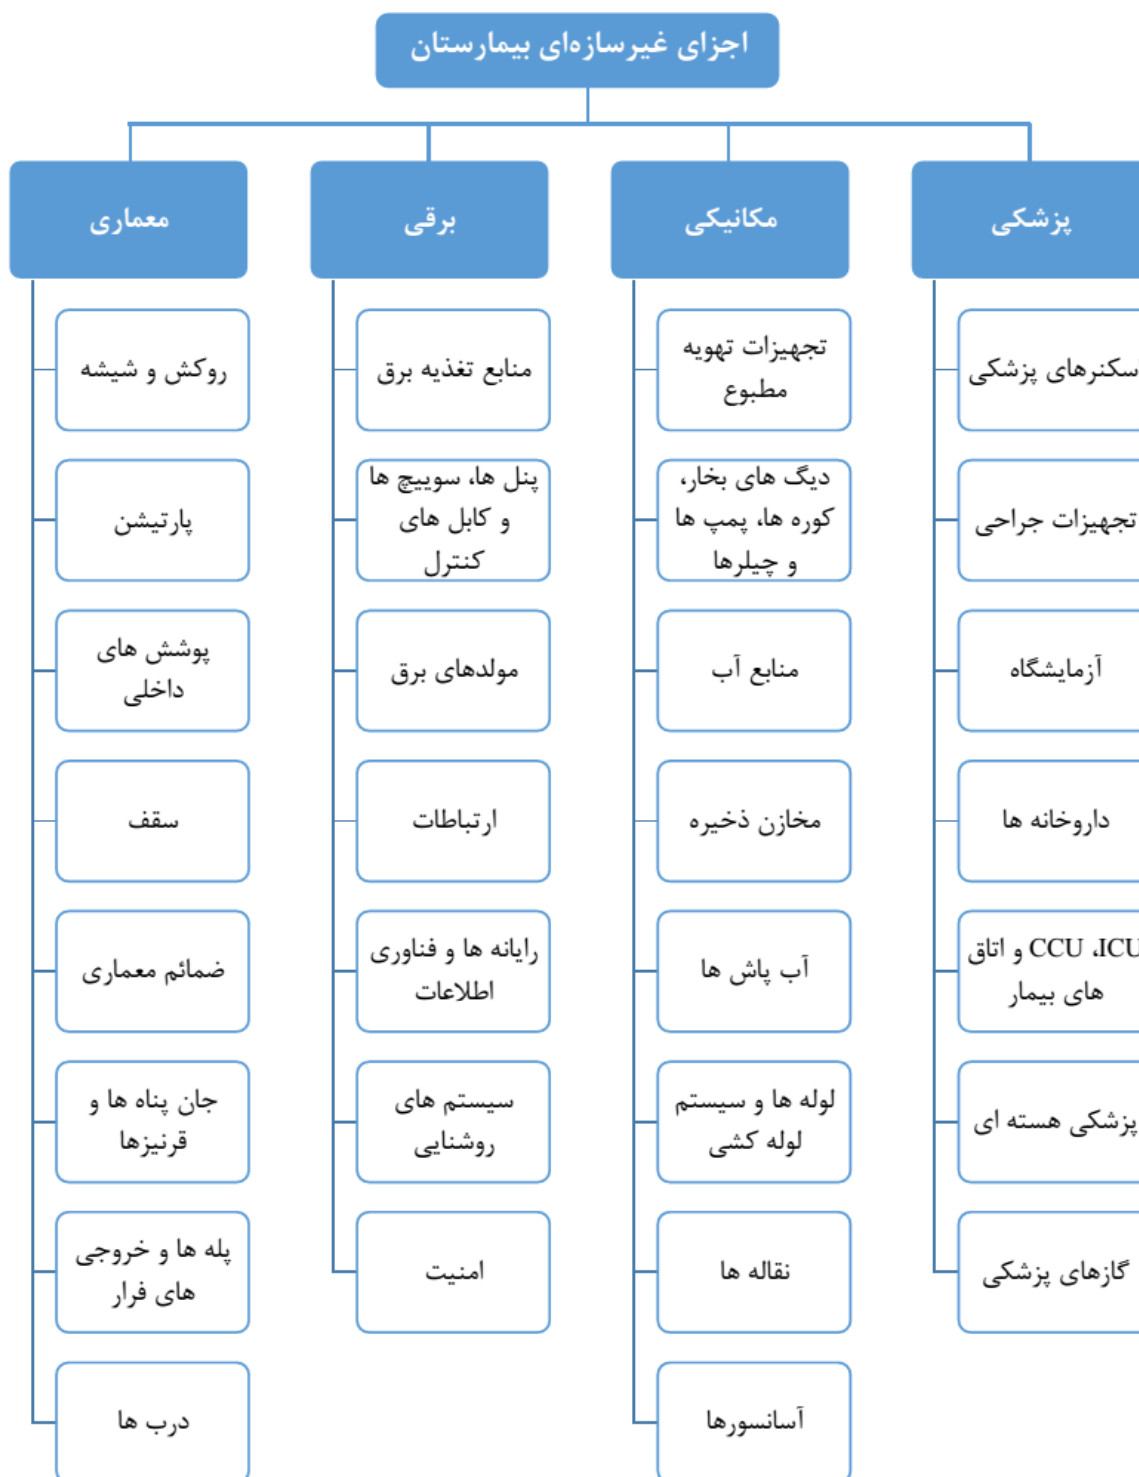 اجزای غیرسازه‌ای بیمارستان
پزشکی
اسکنرهای پزشکی
تجهیزات جراحی
آزمایشگاه
داروخانه ها
ICU، CCU و اتاق
های بیمار
پزشکی هسته ای
گازهای پزشکی
مکانیکی
تجهیزات تهویه
مطبوع
دیگ های بخار،
کوره ها، پمپ ها
و چیلرها
منابع آب
مخازن ذخیره
آب پاش ها
لوله ها و سیستم
لوله کشی
نقاله ها
آسانسورها
برقی
منابع تغذیه برق
پنل ها، سوییچ ها
و کابل های
کنترل
مولدهای برق
ارتباطات
رایانه ها و فناوری
اطلاعات
سیستم های
روشنایی
امنیت
معماری
روکش و شیشه
پارتیشن
پوشش های
داخلی
سقف
ضمائم معماری
جان پناه ها و
قرنیزها
پله ها و خروجی
های فرار
درب ها